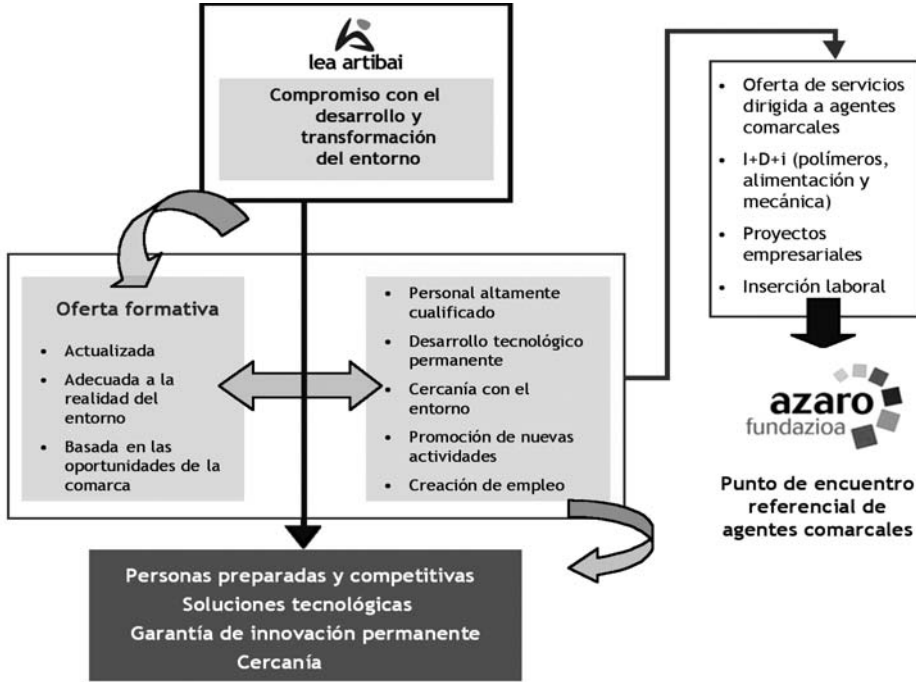 lea artibai
Compromiso con el
desarrollo y
transformación
del entorno
Oferta formativa
• Actualizada
• Adecuada a la
realidad del
entorno
• Basada en las
oportunidades de la
comarca
• Personal altamente
cualificado
• Desarrollo tecnológico
permanente
• Cercanía con el
entorno
• Promoción de nuevas
actividades
• Creación de empleo
Personas preparadas y competitivas
Soluciones tecnológicas
Garantía de innovación permanente
Cercanía
• Oferta de servicios
dirigida a agentes
comarcales
• I+D+i (polímeros,
alimentación y
mecánica)
• Proyectos
empresariales
• Inserción laboral
azaro
fundazioa
Punto de encuentro
referencial de
agentes comarcales